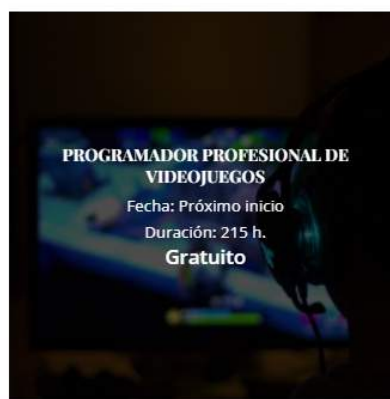 PROGRAMADOR PROFESIONAL DE
VIDEOJUEGOS
Fecha: Próximo inicio
Duración: 215 h.
Gratuito